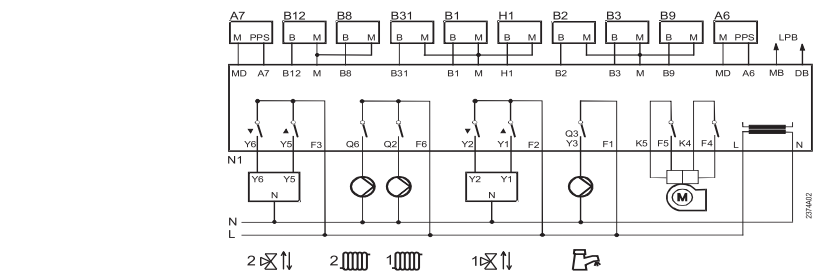 A7 B12 B8 B31 B1 H1 B2 B3 B9 A6
M PPS B M B M B M B M B M B M B M B M M PPS LPB
MD A7 B12 M B8 B31 B1 M H1 B2 B3 M B9 MD A6 MB DB
Q3
Y6 Y5 F3 Q6 Q2 F6 Y2 Y1 F2 Y3 F1 K5 F5 K4 F4 L N
N1
Y6 Y5 Y2 Y1
N N M
N
L
2 2 1 1
2374A02